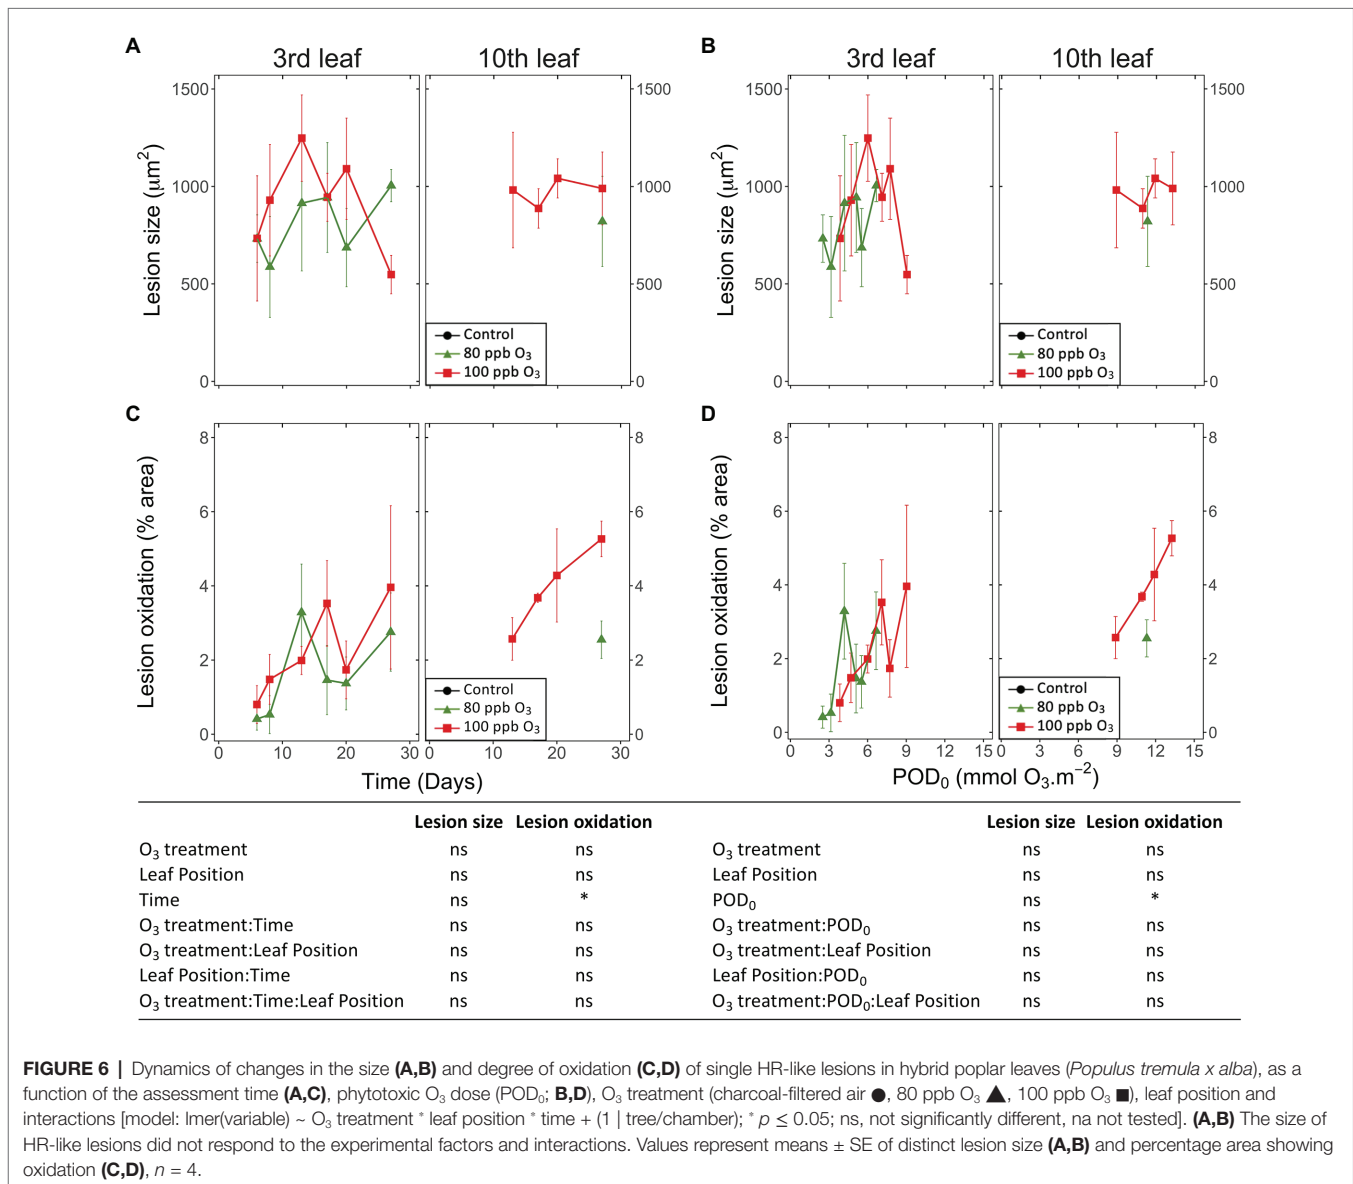 A
3rd leaf
10th leaf
1500
1000
500
0
Lesion size (μm²)
1500
1000
500
0
Control
80 ppb O₃
100 ppb O₃
B
3rd leaf
10th leaf
1500
1000
500
0
Lesion size (μm²)
1500
1000
500
0
Control
80 ppb O₃
100 ppb O₃
C
8
6
4
2
0
Lesion oxidation (% area)
8
6
4
2
0
Control
80 ppb O₃
100 ppb O₃
0 10 20 30 0 10 20 30
Time (Days)
D
8
6
4
2
0
Lesion oxidation (% area)
8
6
4
2
0
Control
80 ppb O₃
100 ppb O₃
0 3 6 9 12 15 0 3 6 9 12 15
POD₀ (mmol O₃.m⁻²)
Lesion size Lesion oxidation Lesion size Lesion oxidation
O₃ treatment ns ns O₃ treatment ns ns
Leaf Position ns ns Leaf Position ns ns
Time ns * POD₀ ns *
O₃ treatment:Time ns ns O₃ treatment:POD₀ ns ns
O₃ treatment:Leaf Position ns ns O₃ treatment:Leaf Position ns ns
Leaf Position:Time ns ns Leaf Position:POD₀ ns ns
O₃ treatment:Time:Leaf Position ns ns O₃ treatment:POD₀:Leaf Position ns ns
FIGURE 6 | Dynamics of changes in the size (A,B) and degree of oxidation (C,D) of single HR-like lesions in hybrid poplar leaves (Populus tremula x alba), as a
function of the assessment time (A,C), phytotoxic O₃ dose (POD₀; B,D), O₃ treatment (charcoal-filtered air ●, 80 ppb O₃ ▲, 100 ppb O₃ ■), leaf position and
interactions [model: lmer(variable) ~ O₃ treatment * leaf position * time + (1 | tree/chamber); * p ≤ 0.05; ns, not significantly different, na not tested]. (A,B) The size of
HR-like lesions did not respond to the experimental factors and interactions. Values represent means ± SE of distinct lesion size (A,B) and percentage area showing
oxidation (C,D), n = 4.